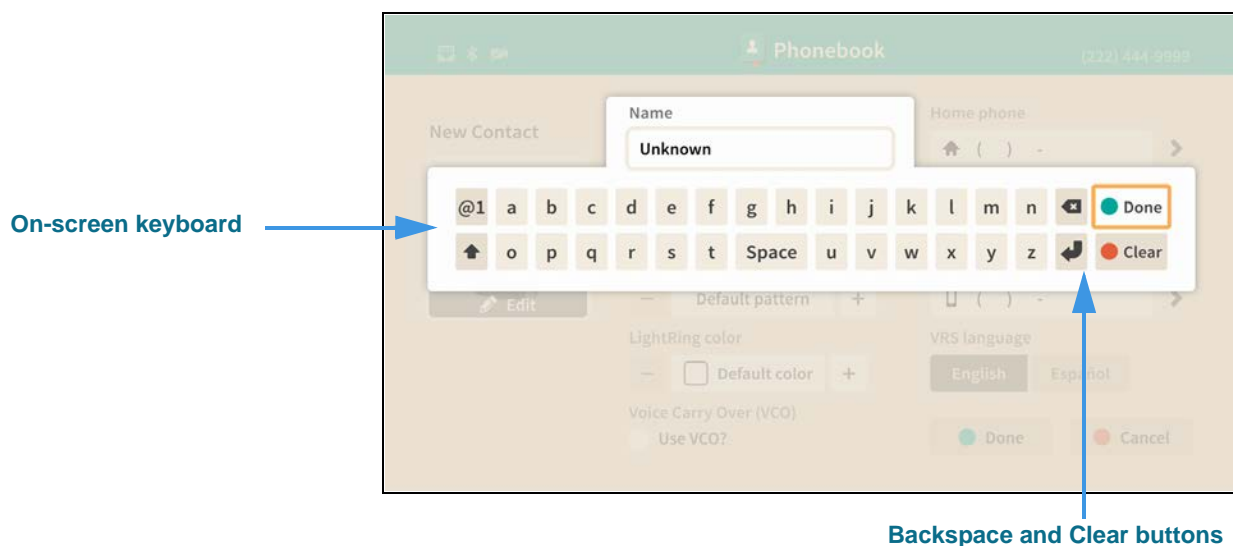 Phonebook
(222) 444-9999
New Contact
Name
Unknown
Home phone
( ) -
On-screen keyboard
@1 a b c d e f g h i j k l m n Done
o p q r s t Space u v w x y z Clear
Edit
− Default pattern +
( ) -
LightRing color
VRS language
− Default color +
English Español
Voice Carry Over (VCO)
Use VCO?
Done Cancel
Backspace and Clear buttons